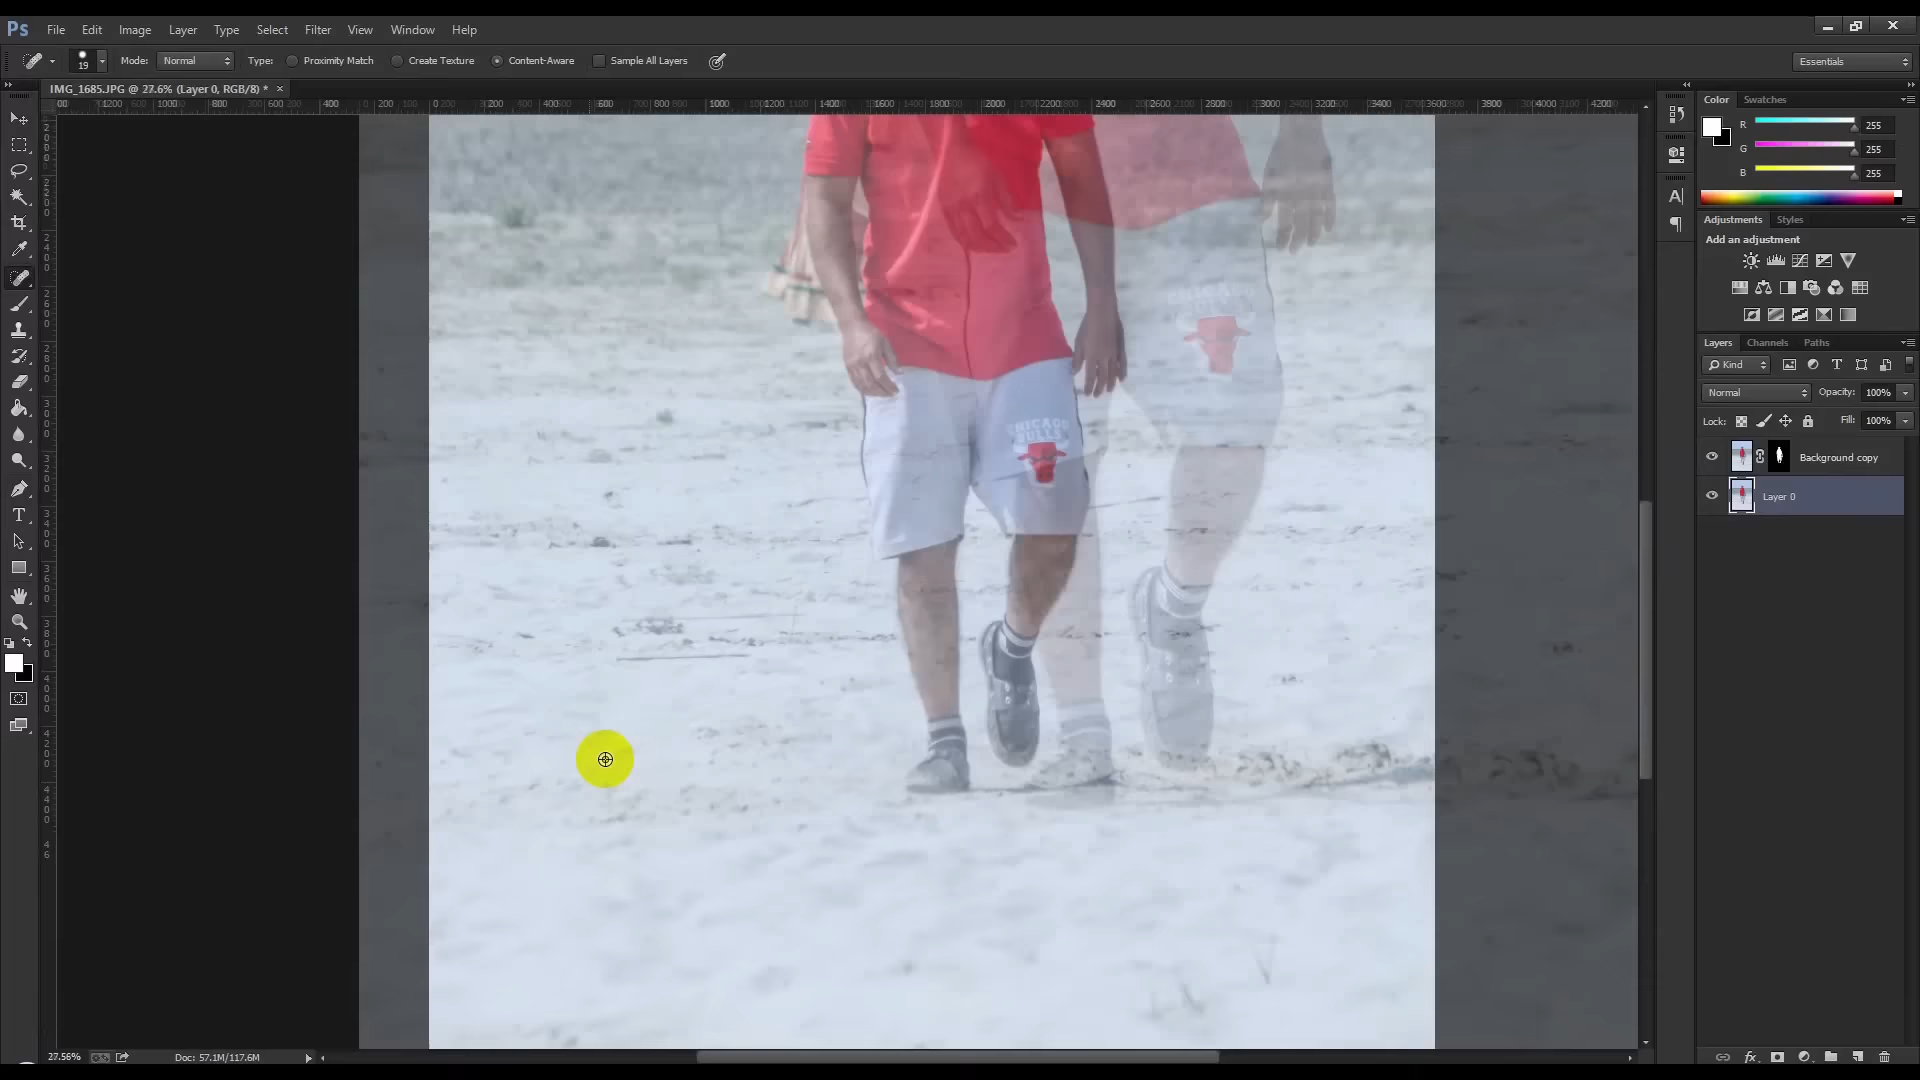 Ps File Edit Image Layer Type Select Filter View Window Help
19 Mode: Normal Type: Proximity Match Create Texture Content-Aware Sample All Layers Essentials
IMG_1685.JPG @ 27.6% (Layer 0, RGB/8) * ×
Color Swatches
R 255
G 255
B 255
Adjustments Styles
Add an adjustment
Layers Channels Paths
Kind
Normal Opacity: 100%
Lock: Fill: 100%
Background copy
Layer 0
CHICAGO
BULLS
27.56% Doc: 57.1M/117.6M